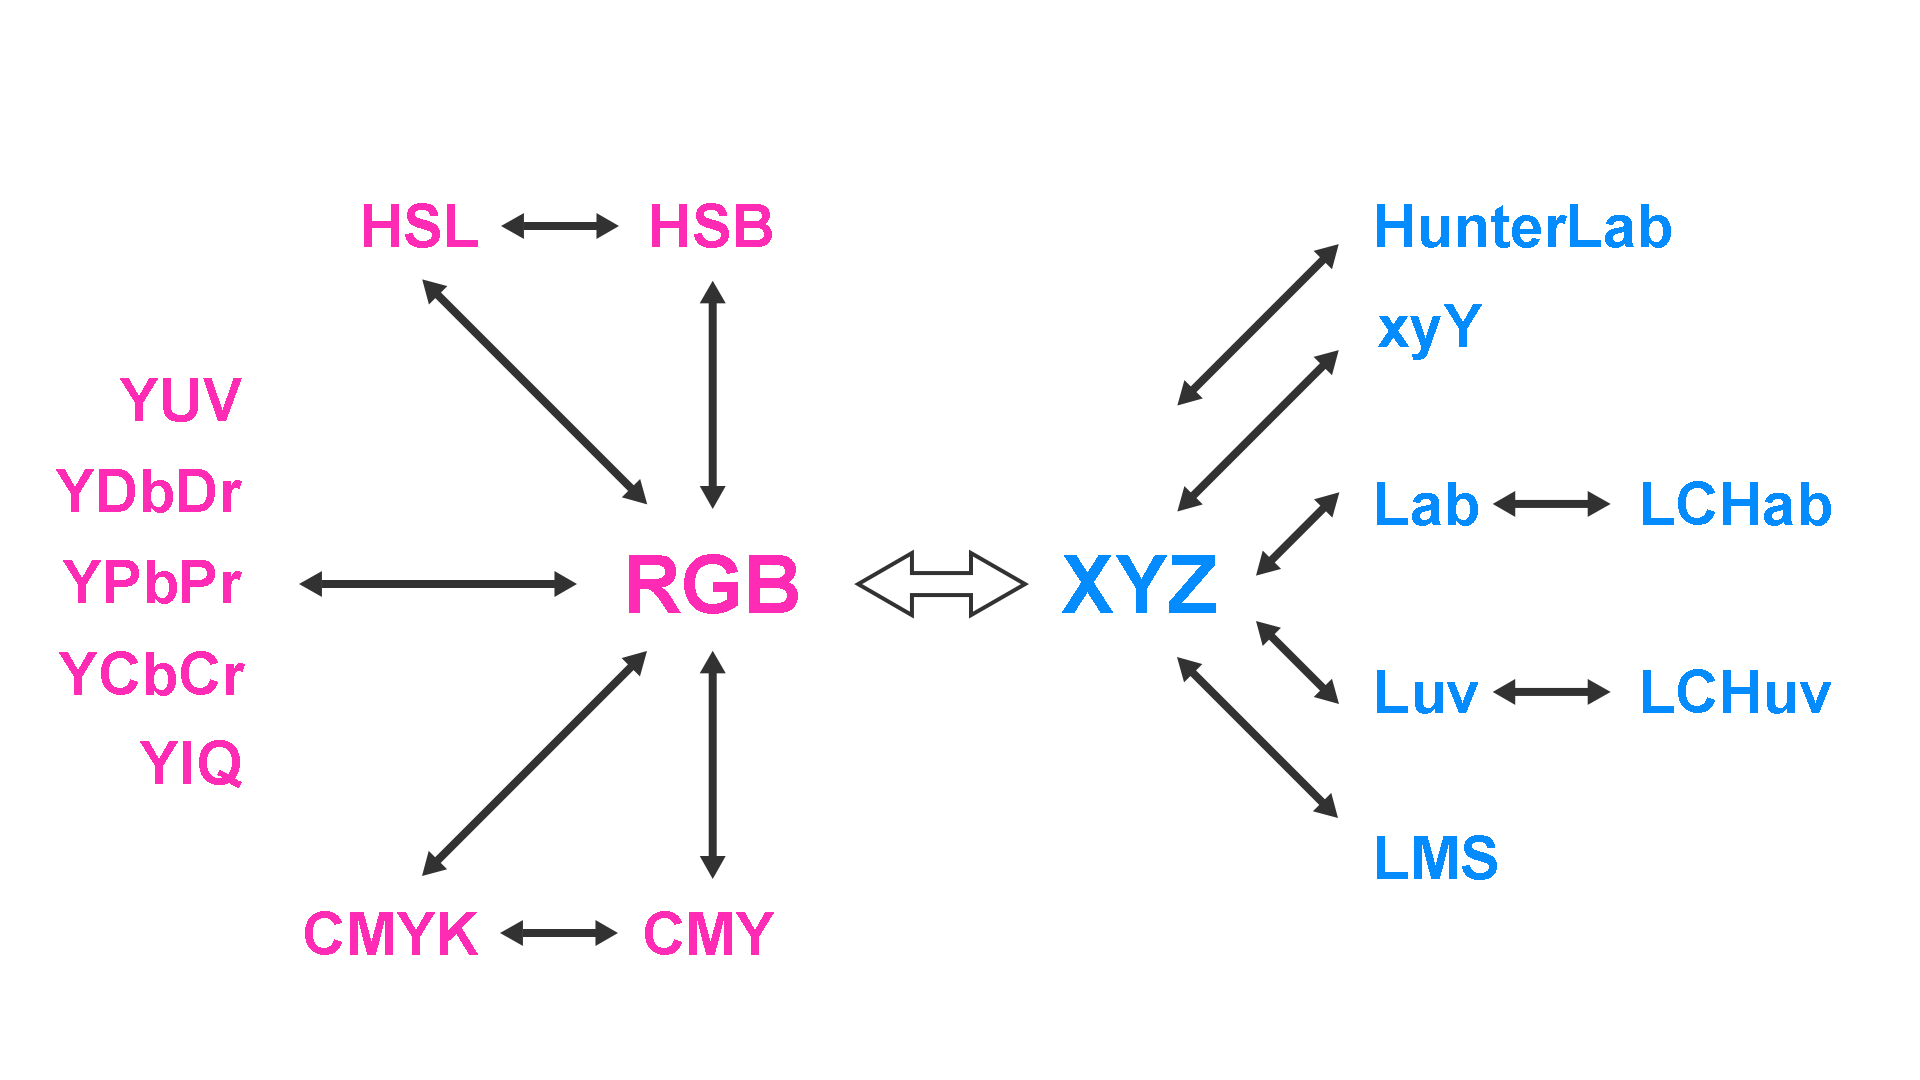 HSL
HSB
YUV
YDbDr
YPbPr
YCbCr
YIQ
RGB
CMYK
CMY
XYZ
HunterLab
xyY
Lab
LCHab
Luv
LCHuv
LMS